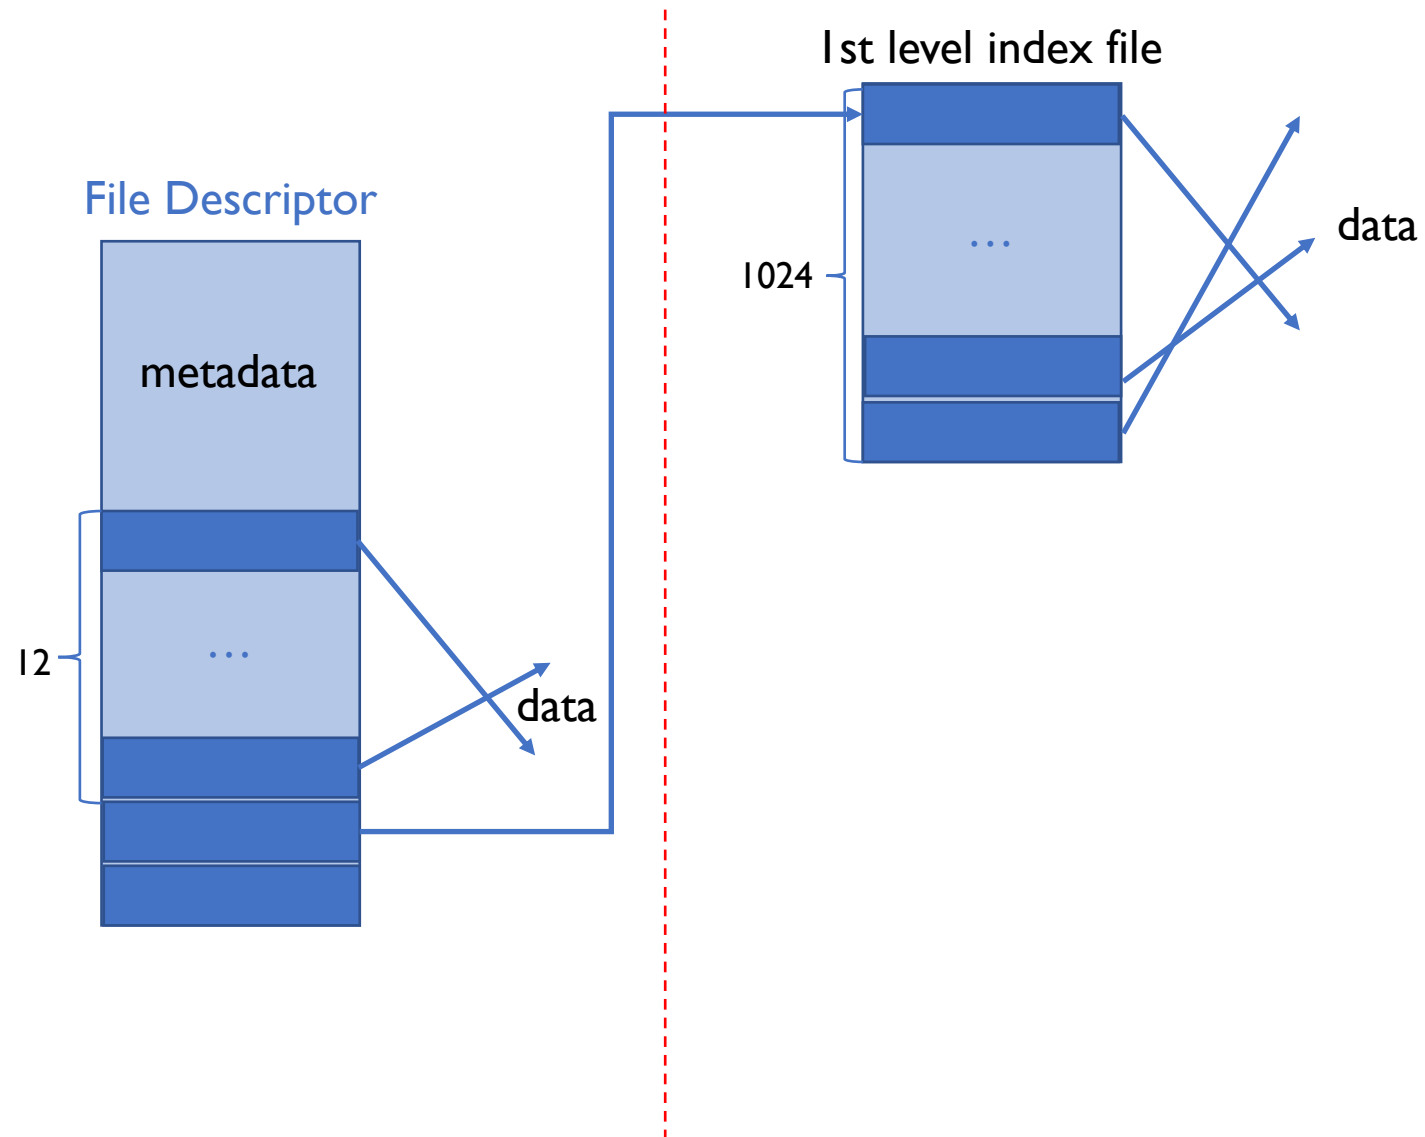 1st level index file
File Descriptor
data
...
1024
metadata
...
12
data